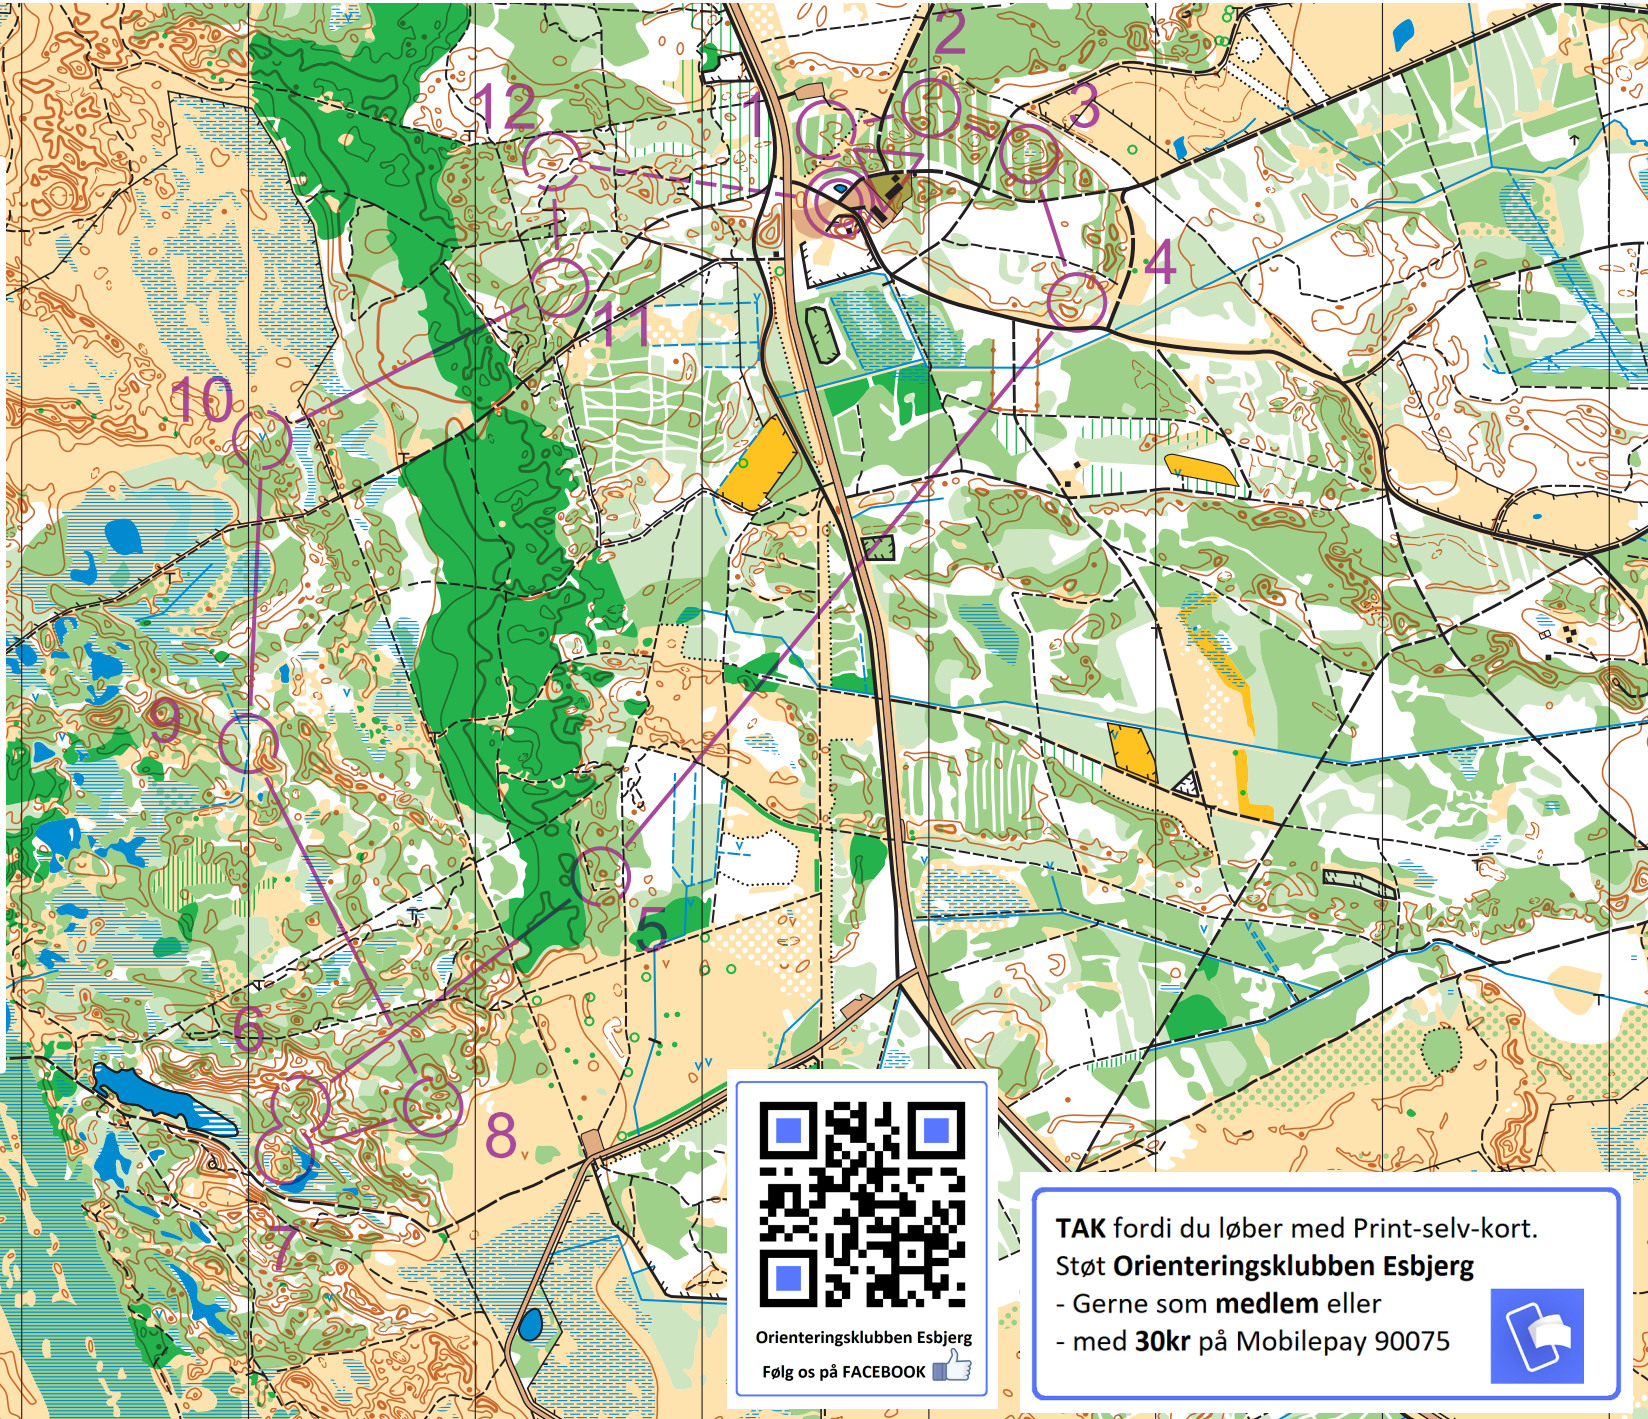 2
12
1
3
4
11
10
9
5
6
8
7
Orienteringsklubben Esbjerg
Følg os på FACEBOOK
TAK fordi du løber med Print-selv-kort.
Støt Orienteringsklubben Esbjerg
- Gerne som medlem eller
- med 30kr på Mobilepay 90075